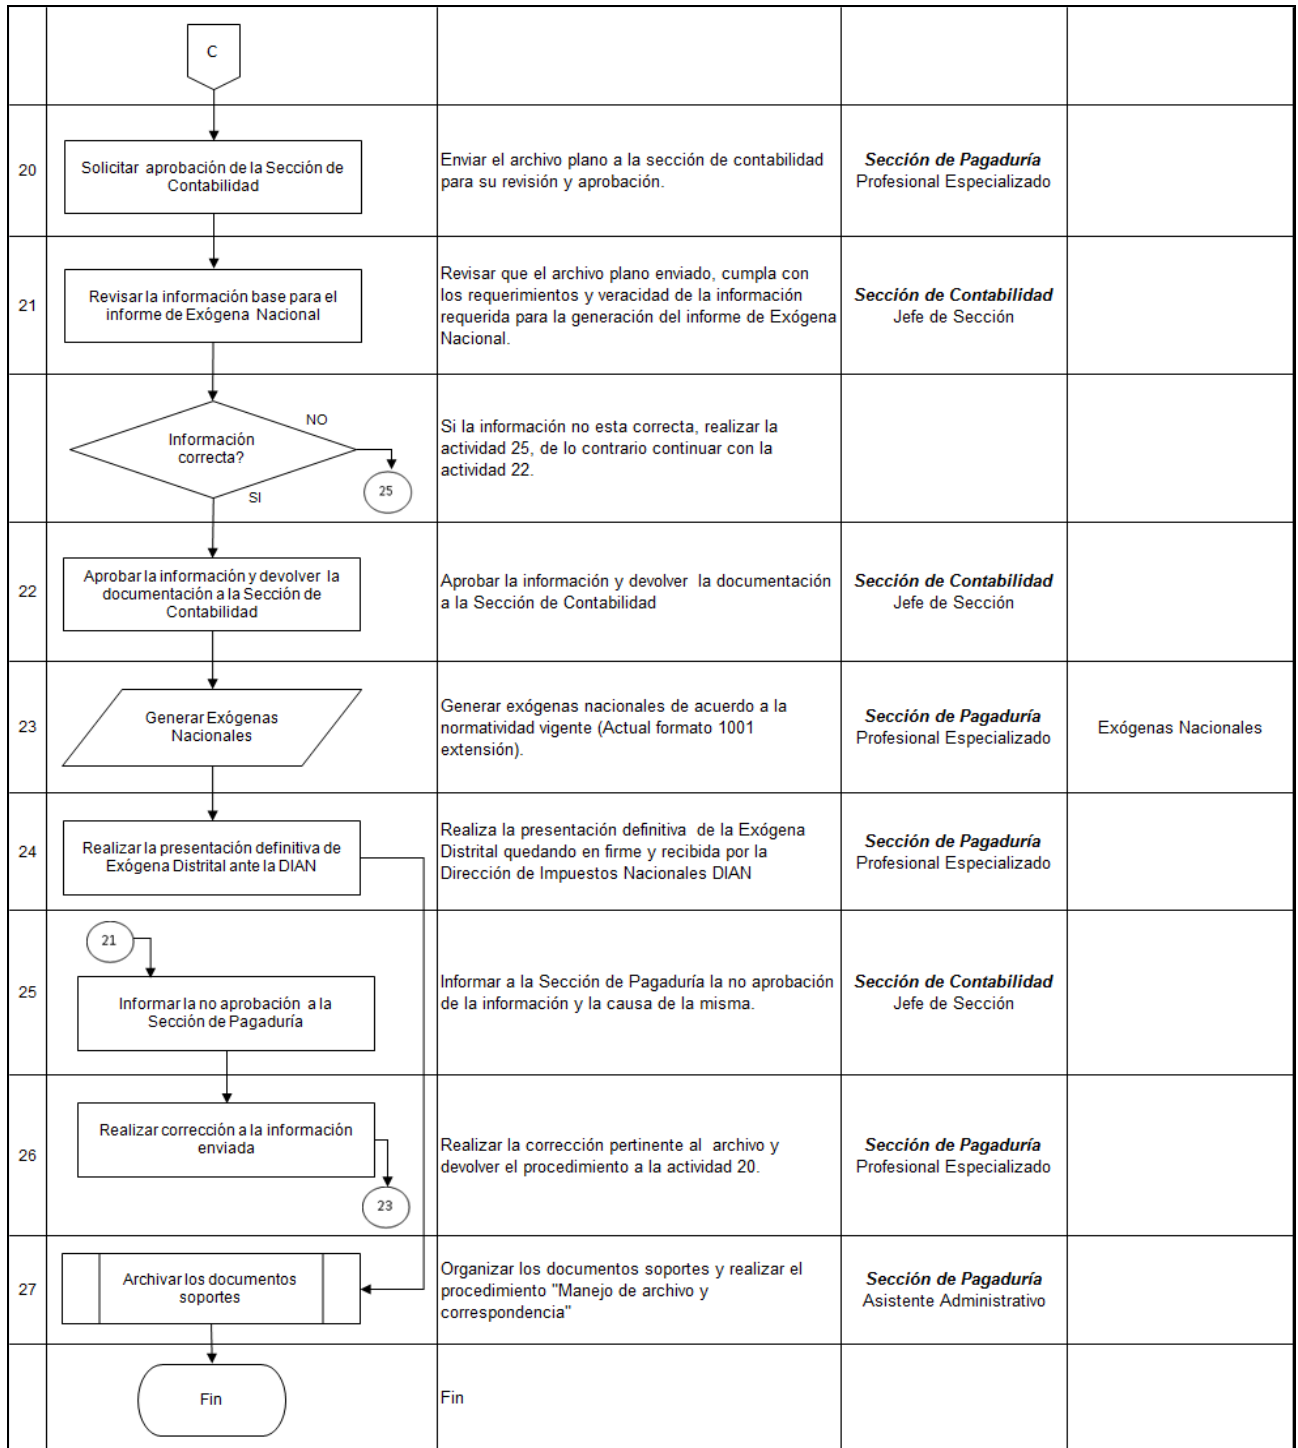 C
20
Solicitar aprobación de la Sección de
Contabilidad
Enviar el archivo plano a la sección de contabilidad
para su revisión y aprobación.
Sección de Pagaduría
Profesional Especializado
21
Revisar la información base para el
informe de Exógena Nacional
Revisar que el archivo plano enviado, cumpla con
los requerimientos y veracidad de la información
requerida para la generación del informe de Exógena
Nacional.
Sección de Contabilidad
Jefe de Sección
Información
correcta?
NO
SI
25
Si la información no esta correcta, realizar la
actividad 25, de lo contrario continuar con la
actividad 22.
22
Aprobar la información y devolver la
documentación a la Sección de
Contabilidad
Aprobar la información y devolver la documentación
a la Sección de Contabilidad
Sección de Contabilidad
Jefe de Sección
23
Generar Exógenas
Nacionales
Generar exógenas nacionales de acuerdo a la
normatividad vigente (Actual formato 1001
extensión).
Sección de Pagaduría
Profesional Especializado
Exógenas Nacionales
24
Realizar la presentación definitiva de
Exógena Distrital ante la DIAN
Realiza la presentación definitiva de la Exógena
Distrital quedando en firme y recibida por la
Dirección de Impuestos Nacionales DIAN
Sección de Pagaduría
Profesional Especializado
21
25
Informar la no aprobación a la
Sección de Pagaduría
Informar a la Sección de Pagaduría la no aprobación
de la información y la causa de la misma.
Sección de Contabilidad
Jefe de Sección
26
Realizar corrección a la información
enviada
23
Realizar la corrección pertinente al archivo y
devolver el procedimiento a la actividad 20.
Sección de Pagaduría
Profesional Especializado
27
Archivar los documentos
soportes
Organizar los documentos soportes y realizar el
procedimiento "Manejo de archivo y
correspondencia"
Sección de Pagaduría
Asistente Administrativo
Fin
Fin